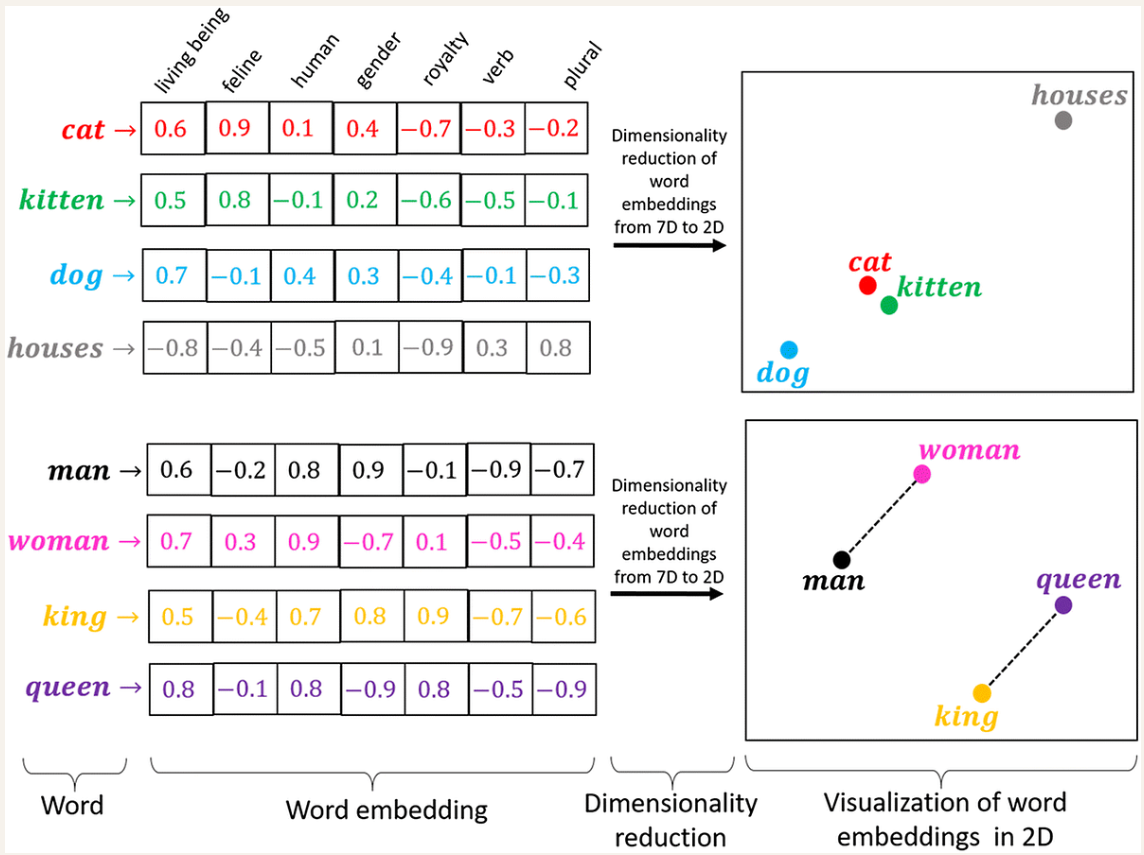 living being feline human gender royalty verb plural
cat → 0.6 0.9 0.1 0.4 −0.7 −0.3 −0.2
kitten → 0.5 0.8 −0.1 0.2 −0.6 −0.5 −0.1
dog → 0.7 −0.1 0.4 0.3 −0.4 −0.1 −0.3
houses → −0.8 −0.4 −0.5 0.1 −0.9 0.3 0.8
Dimensionality
reduction of
word
embeddings
from 7D to 2D
houses
cat
kitten
dog
man → 0.6 −0.2 0.8 0.9 −0.1 −0.9 −0.7
woman → 0.7 0.3 0.9 −0.7 0.1 −0.5 −0.4
king → 0.5 −0.4 0.7 0.8 0.9 −0.7 −0.6
queen → 0.8 −0.1 0.8 −0.9 0.8 −0.5 −0.9
Dimensionality
reduction of
word
embeddings
from 7D to 2D
woman
man
queen
king
Word
Word embedding
Dimensionality
reduction
Visualization of word
embeddings in 2D